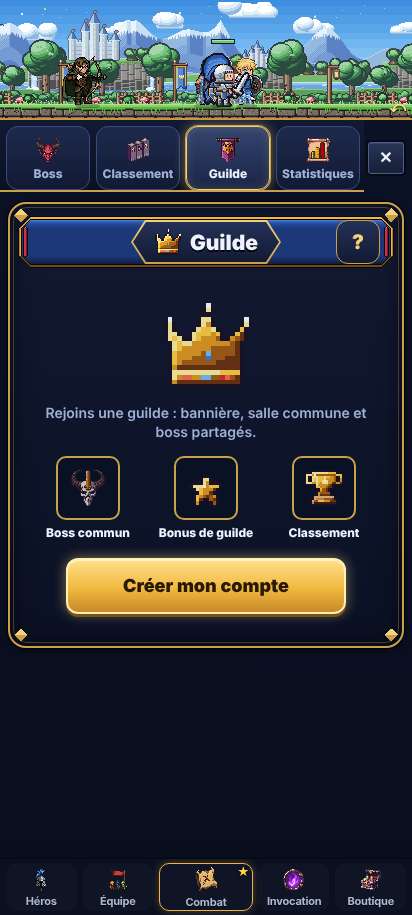 Boss
Classement
Guilde
Statistiques
×
Guilde
?
Rejoins une guilde : bannière, salle commune et
boss partagés.
Boss commun
Bonus de guilde
Classement
Créer mon compte
Héros
Équipe
Combat
Invocation
Boutique